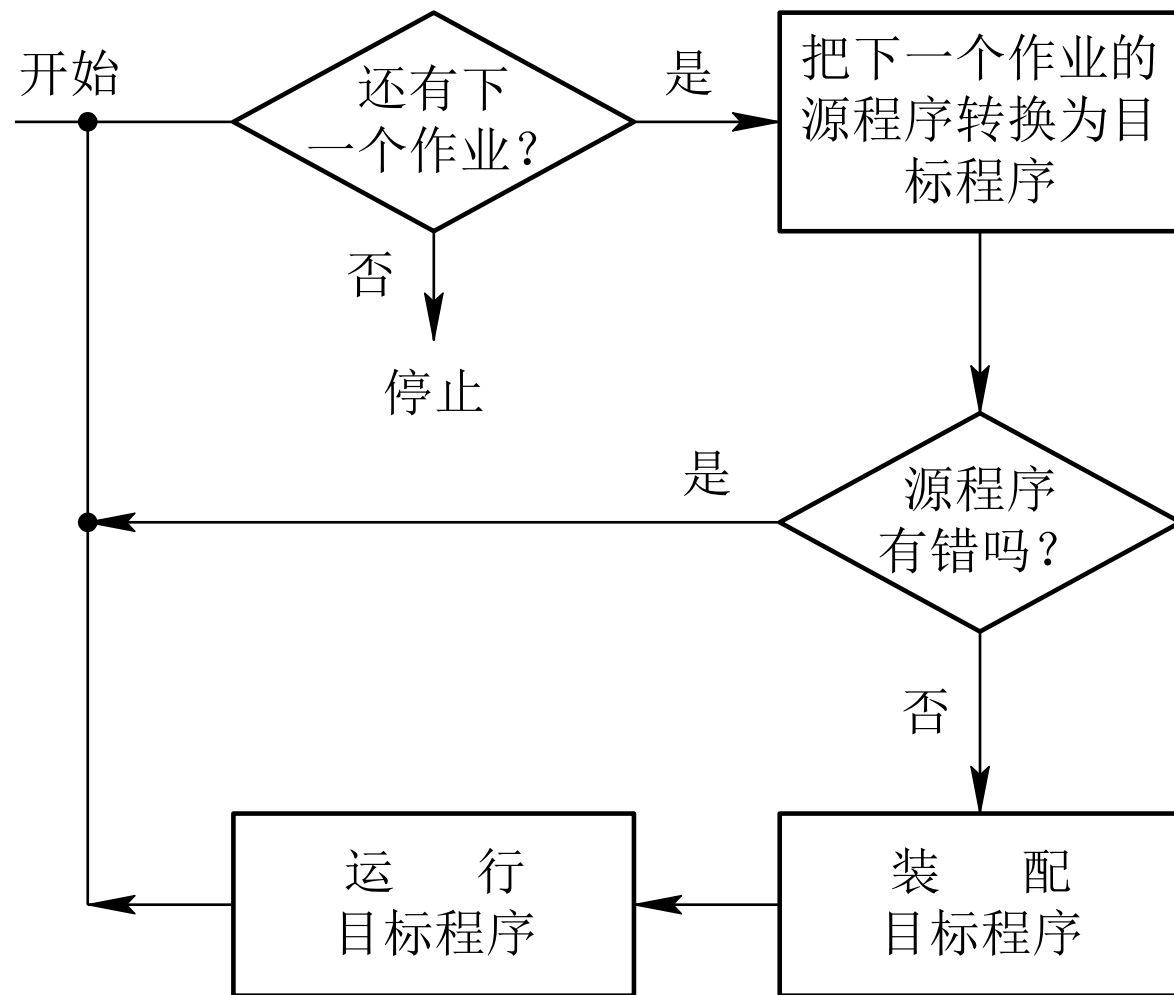 开始
还有下
一个作业？
是
把下一个作业的
源程序转换为目
标程序
否
停止
是
源程序
有错吗？
否
运 行
目标程序
装 配
目标程序